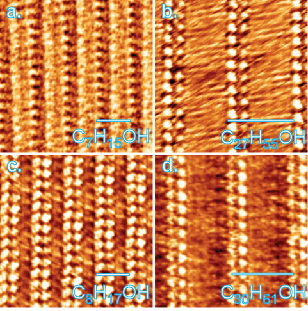 a.
C₇H₁₅OH
b.
C₂₇H₅₅OH
c.
C₈H₁₇OH
d.
C₃₀H₆₁OH